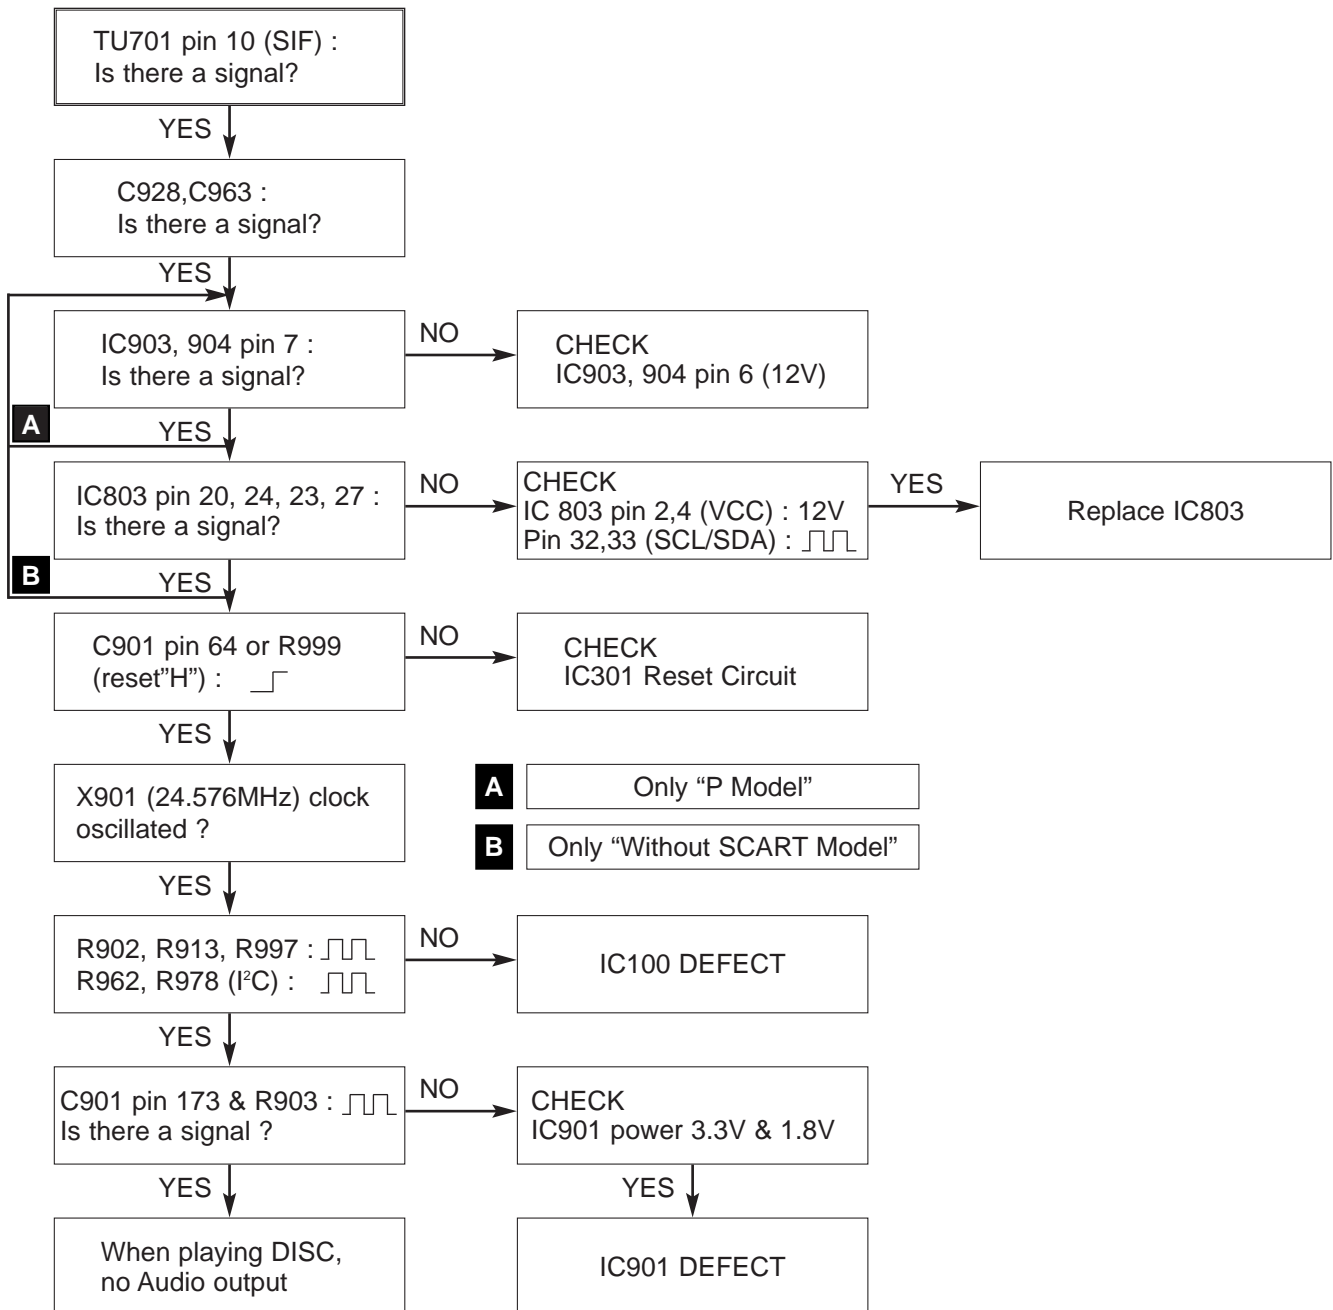 TU701 pin 10 (SIF) :
Is there a signal?
YES
C928,C963 :
Is there a signal?
YES
IC903, 904 pin 7 :
Is there a signal?
NO
CHECK
IC903, 904 pin 6 (12V)
A
YES
IC803 pin 20, 24, 23, 27 :
Is there a signal?
NO
CHECK
IC 803 pin 2,4 (VCC) : 12V
Pin 32,33 (SCL/SDA) :
YES
Replace IC803
B
YES
C901 pin 64 or R999
(reset”H”) :
NO
CHECK
IC301 Reset Circuit
YES
X901 (24.576MHz) clock
oscillated ?
A
Only “P Model”
B
Only “Without SCART Model”
YES
R902, R913, R997 :
R962, R978 (I²C) :
NO
IC100 DEFECT
YES
C901 pin 173 & R903 :
Is there a signal ?
NO
CHECK
IC901 power 3.3V & 1.8V
YES
YES
When playing DISC,
no Audio output
IC901 DEFECT